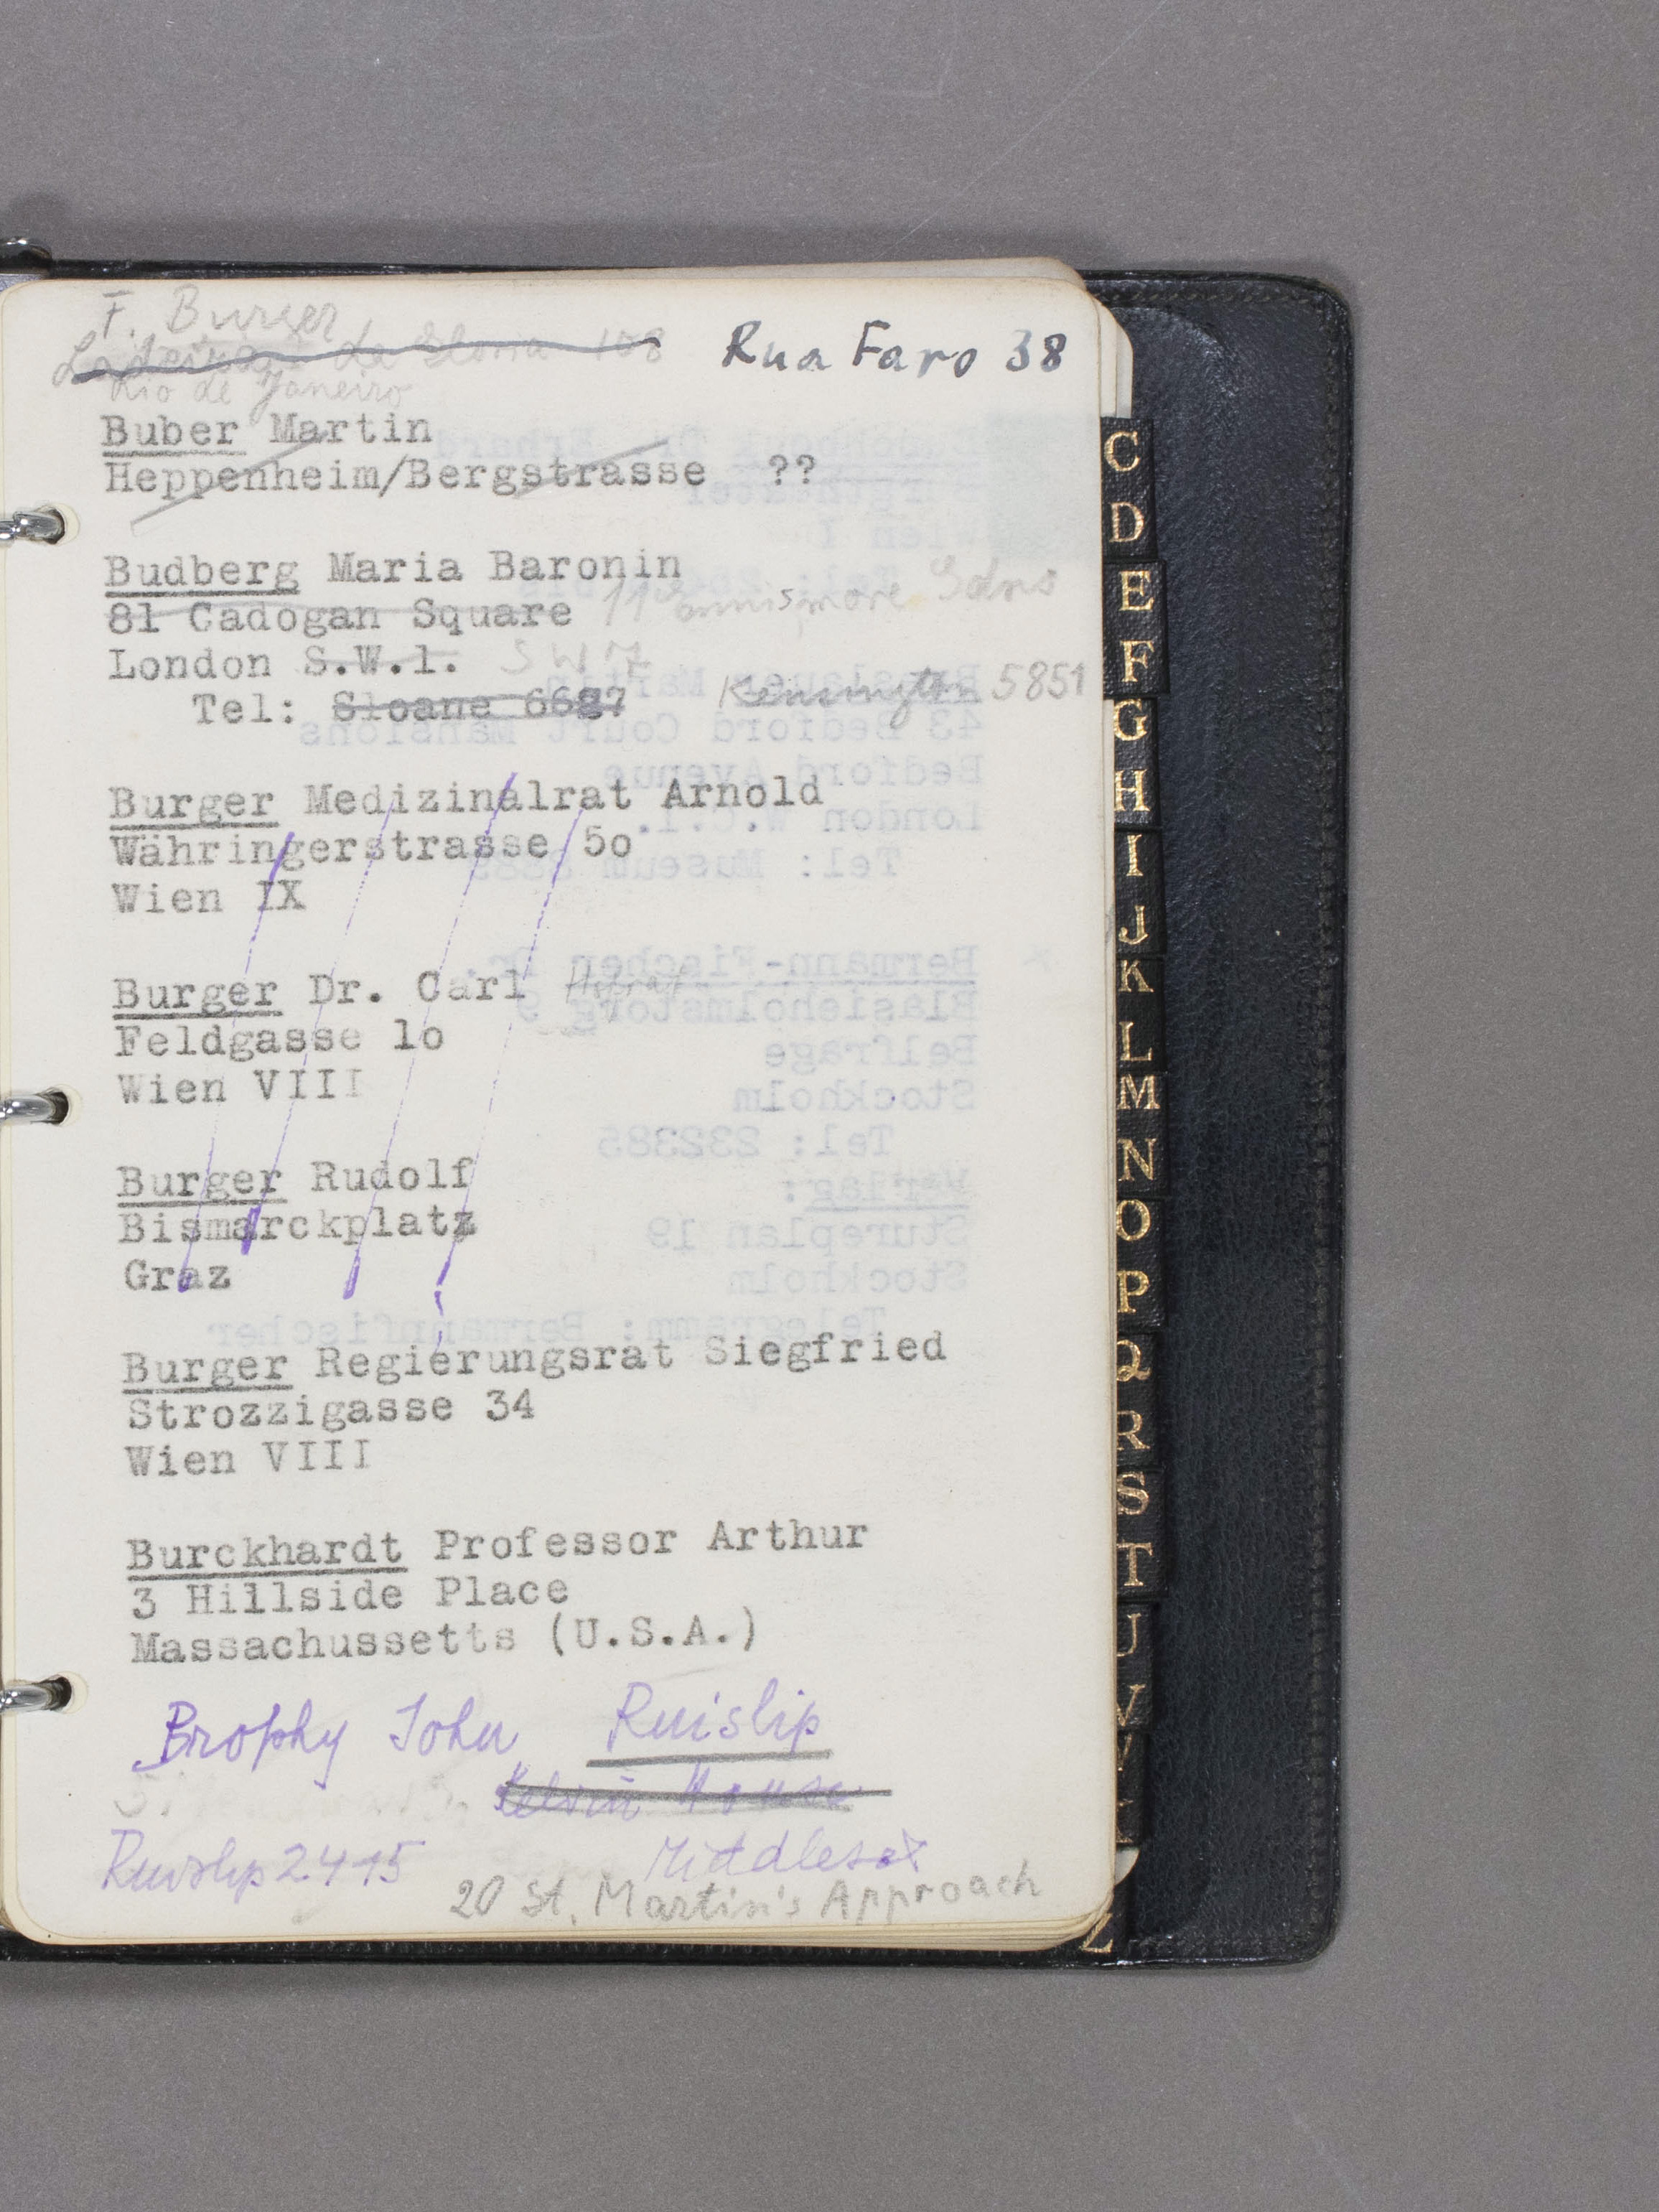 F. Burger
Ladeira da Gloria 108 Rua Faro 38
Rio de Janeiro
Buber Martin
Heppenheim/Bergstrasse ??
Budberg Maria Baronin
81 Cadogan Square 11 Ennismore Gdns
London S.W.1. SW7
Tel: Sloane 6687 Kensington 5851
Burger Medizinalrat Arnold
Währingerstrasse 5o
Wien IX
Burger Dr. Carl Hofrat
Feldgasse lo
Wien VIII
Burger Rudolf
Bismarckplatz
Graz
Burger Regierungsrat Siegfried
Strozzigasse 34
Wien VIII
Burckhardt Professor Arthur
3 Hillside Place
Massachussetts (U.S.A.)
Brophy John Ruislip
Kelvin House
Ruislip 2415 Middlesex
20 St. Martin's Approach
C
D
E
F
G
H
I
J
K
L
M
N
O
P
Q
R
S
T
U
V
Z